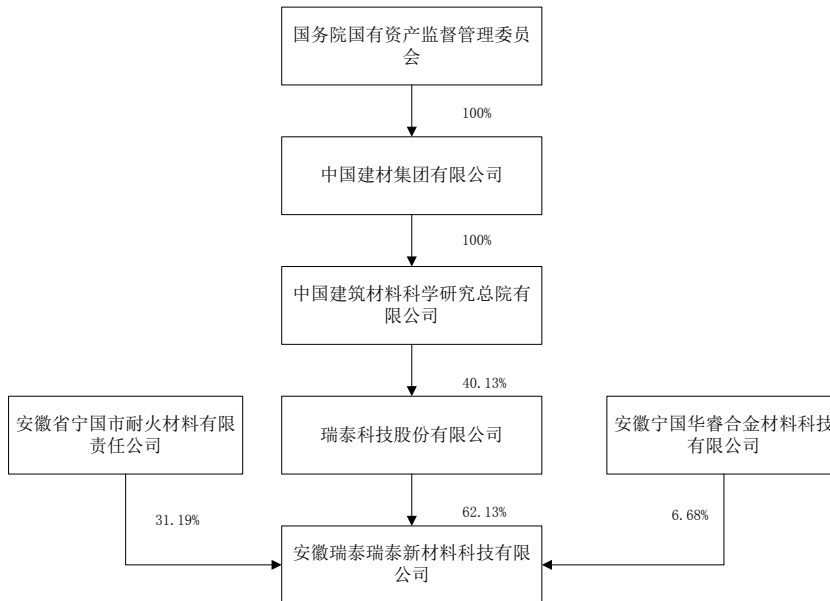 国务院国有资产监督管理委员
会
100%
中国建材集团有限公司
100%
中国建筑材料科学研究总院有
限公司
40.13%
安徽省宁国市耐火材料有限
责任公司
瑞泰科技股份有限公司
安徽宁国华睿合金材料科技
有限公司
31.19%
62.13%
6.68%
安徽瑞泰瑞泰新材料科技有限
公司